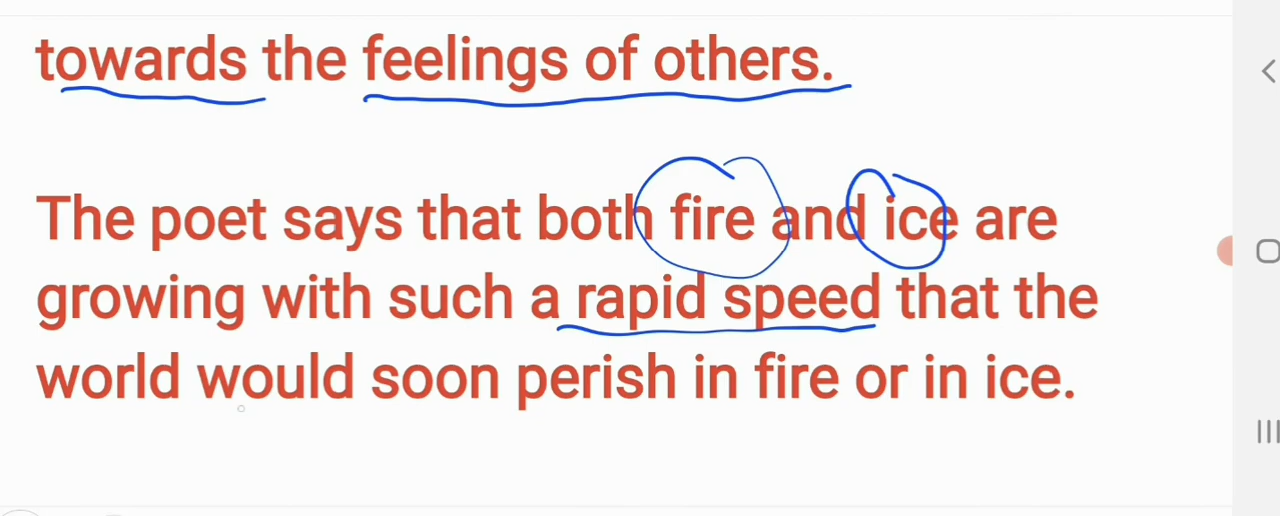 towards the feelings of others.
The poet says that both fire and ice are
growing with such a rapid speed that the
world would soon perish in fire or in ice.